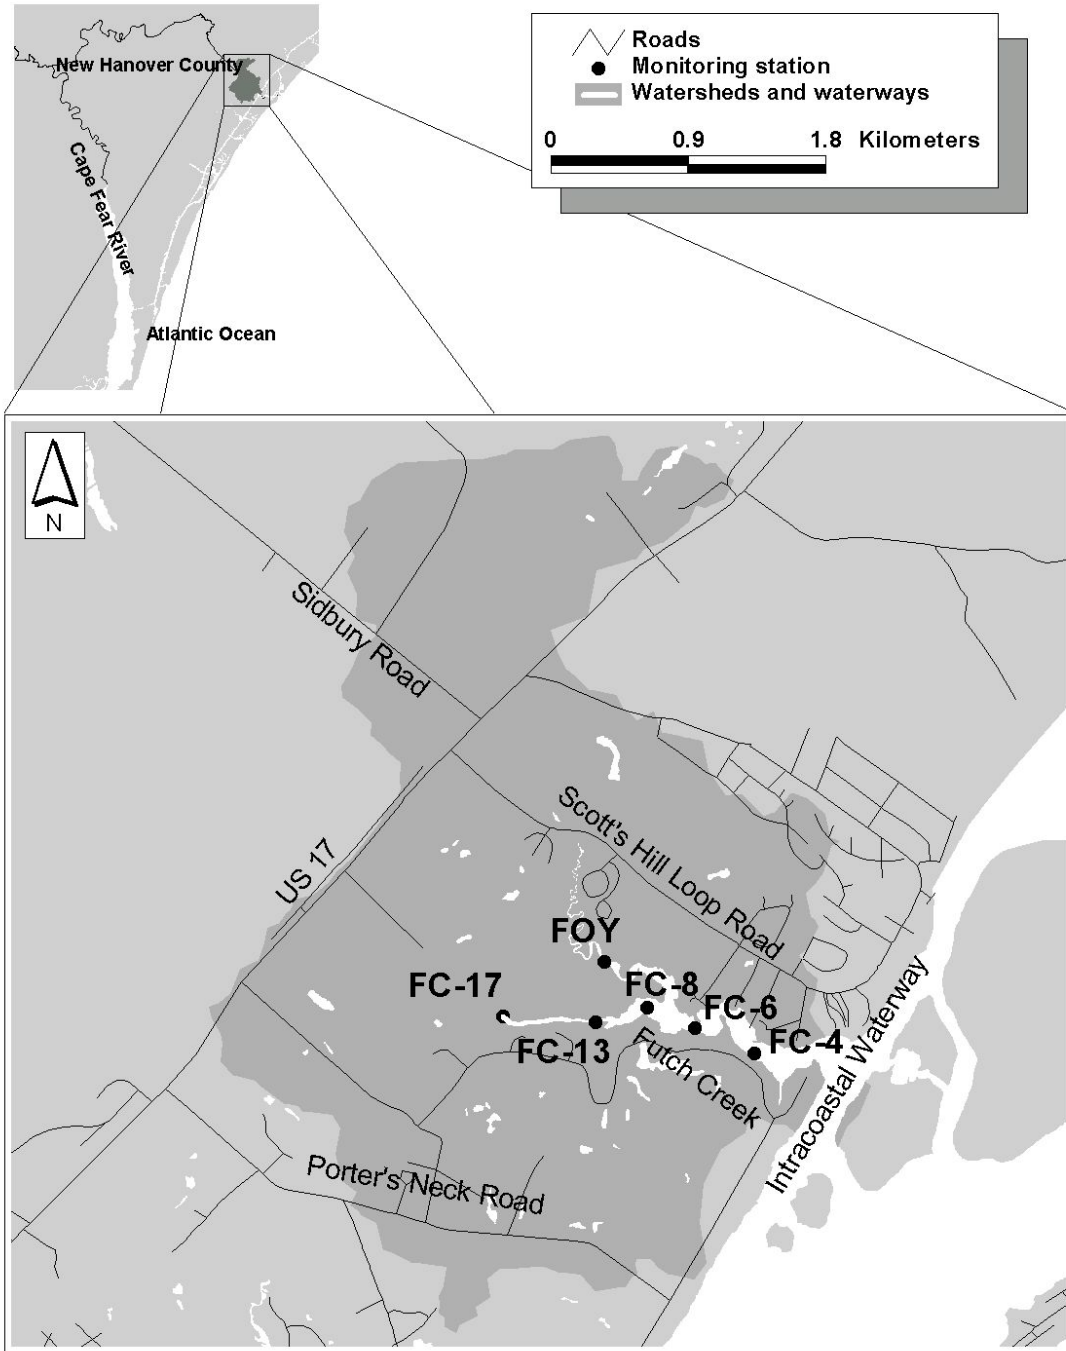 New Hanover County
Cape Fear River
Atlantic Ocean
Roads
Monitoring station
Watersheds and waterways
0 0.9 1.8 Kilometers
N
Sidbury Road
US 17
Scott's Hill Loop Road
FOY
FC-17
FC-8
FC-6
FC-13
FC-4
Futch Creek
Intracoastal Waterway
Porter's Neck Road